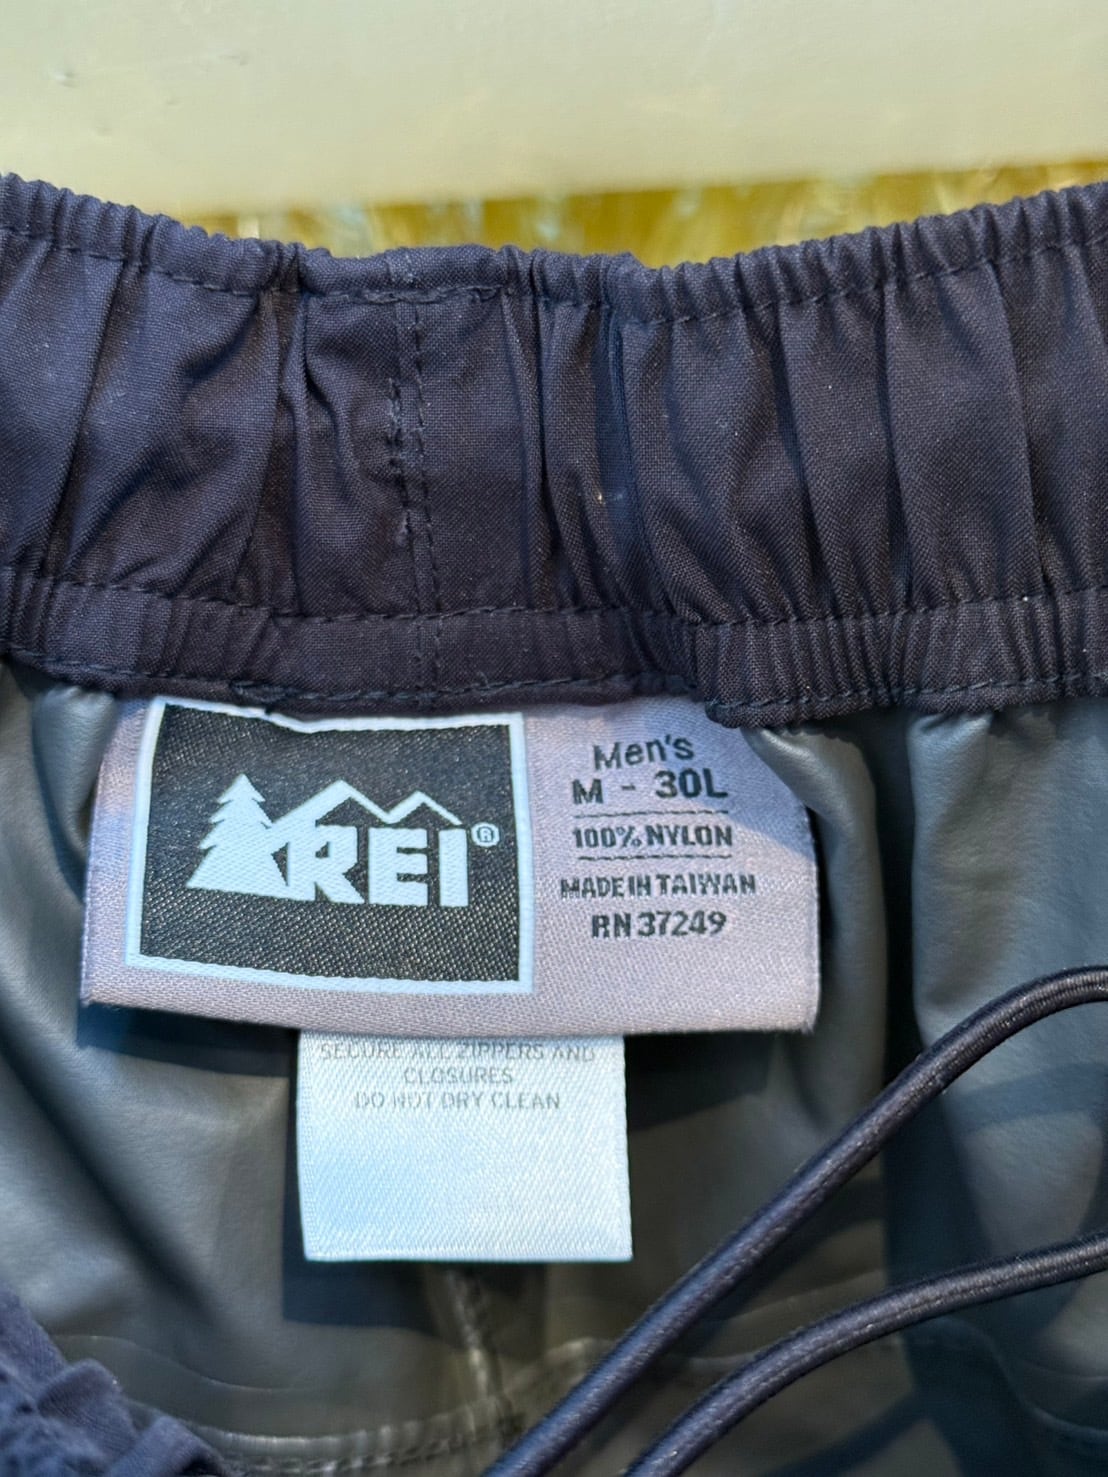 REI®
Men's
M - 30L
100% NYLON
MADE IN TAIWAN
RN 37249
SECURE ALL ZIPPERS AND
CLOSURES
DO NOT DRY CLEAN